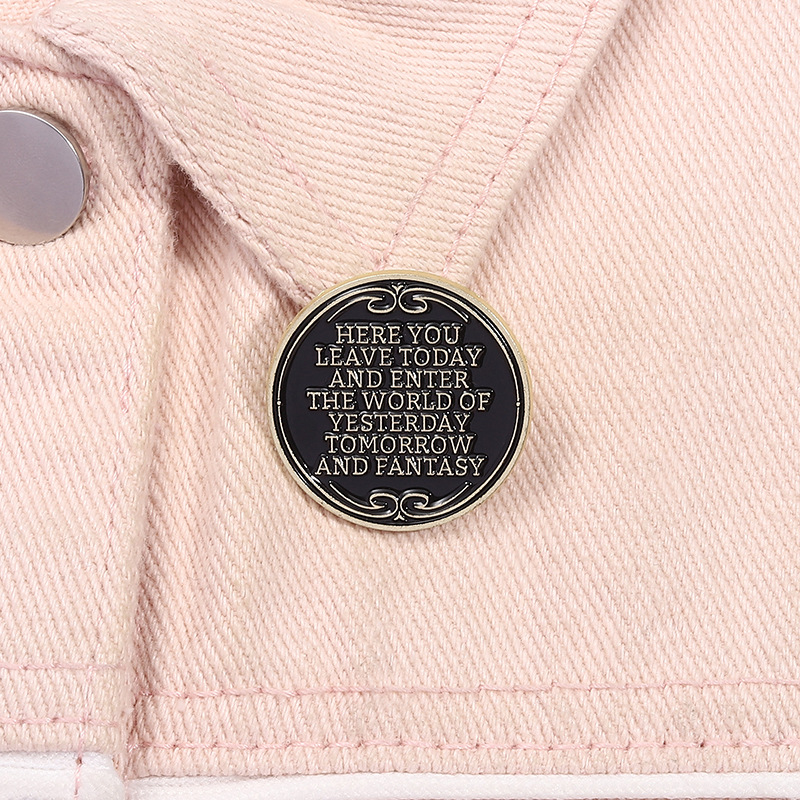 HERE YOU
LEAVE TODAY
AND ENTER
THE WORLD OF
YESTERDAY
TOMORROW
AND FANTASY